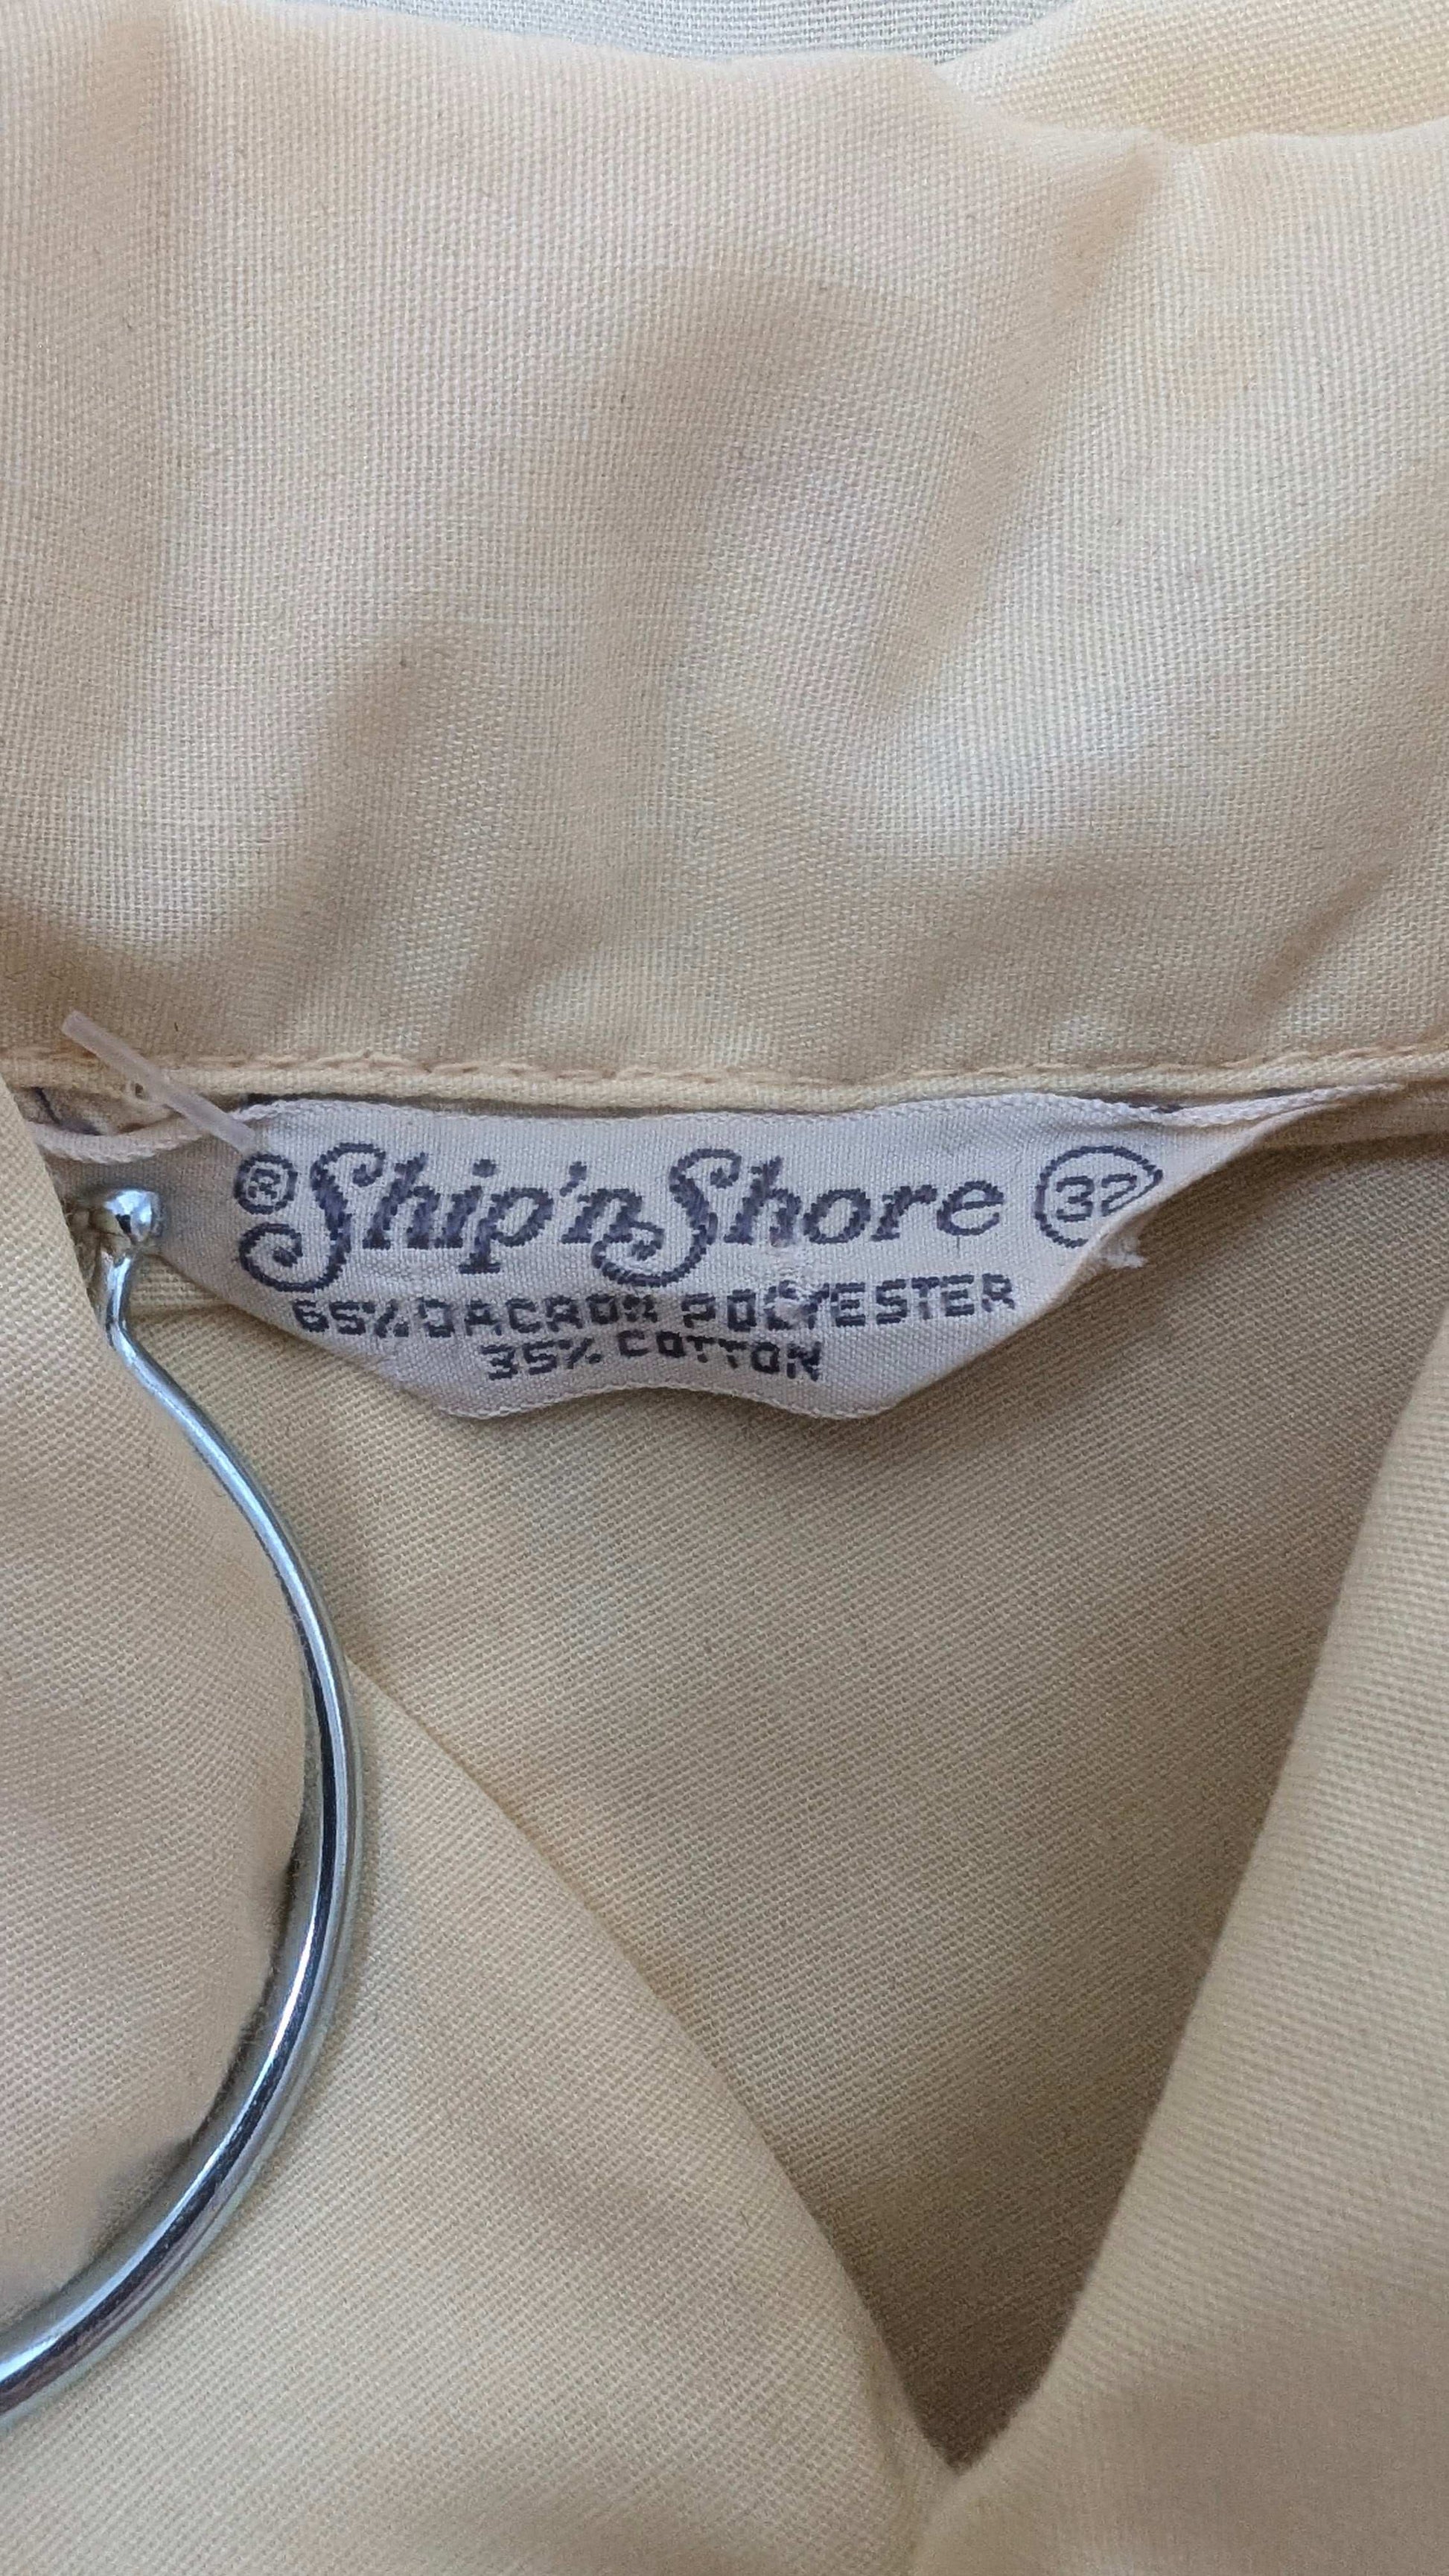 ® Ship'n Shore 32
65% DACRON POLYESTER
35% COTTON